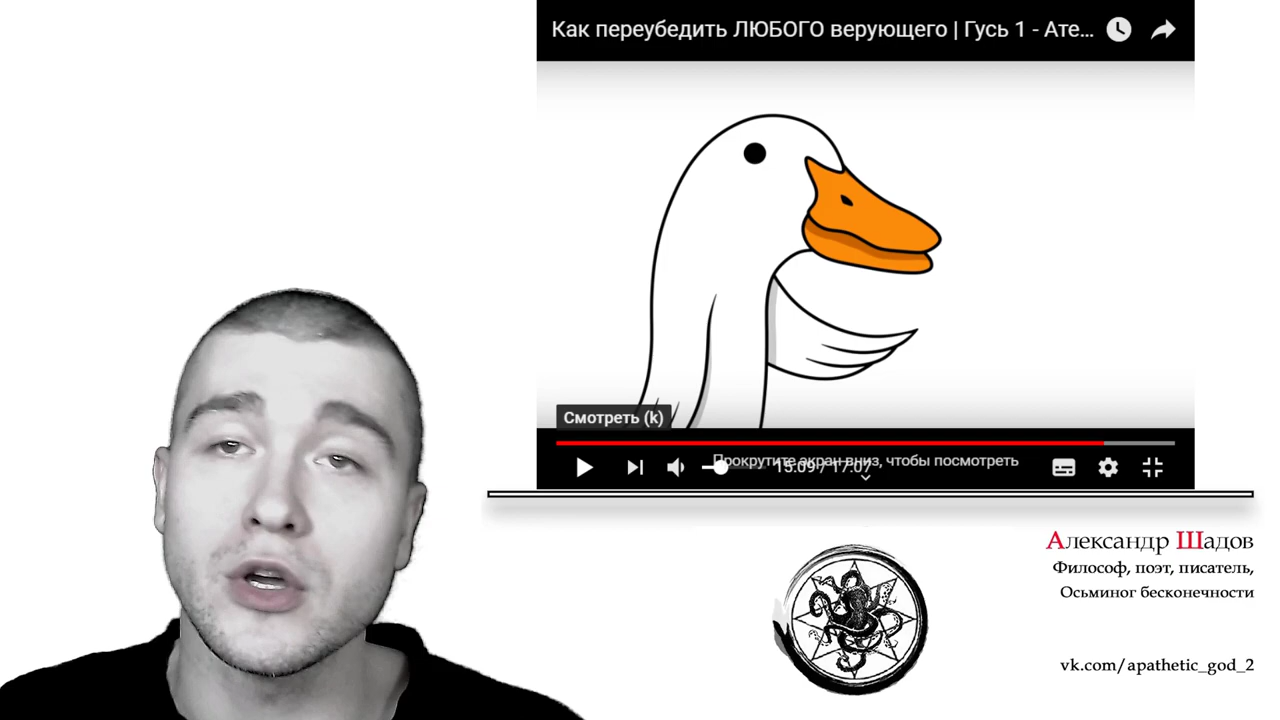 Как переубедить ЛЮБОГО верующего | Гусь 1 - Ате...
Смотреть (k)
Прокрутите экран вниз, чтобы посмотреть
15:09 / 17:07
Александр Шадов
Философ, поэт, писатель,
Осьминог бесконечности
vk.com/apathetic_god_2